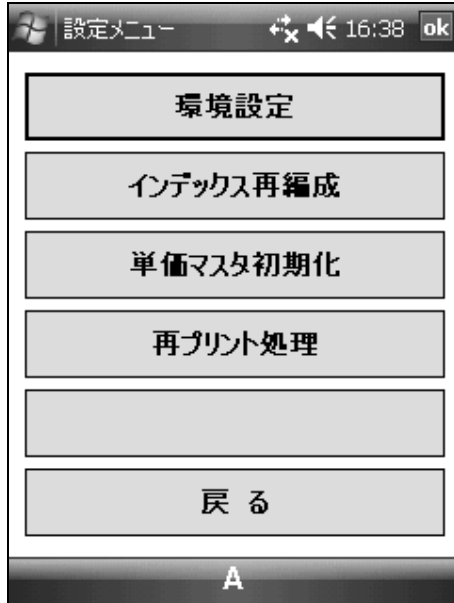 設定メニュー 16:38 ok
環境設定
インデックス再編成
単価マスタ初期化
再プリント処理
戻 る
A